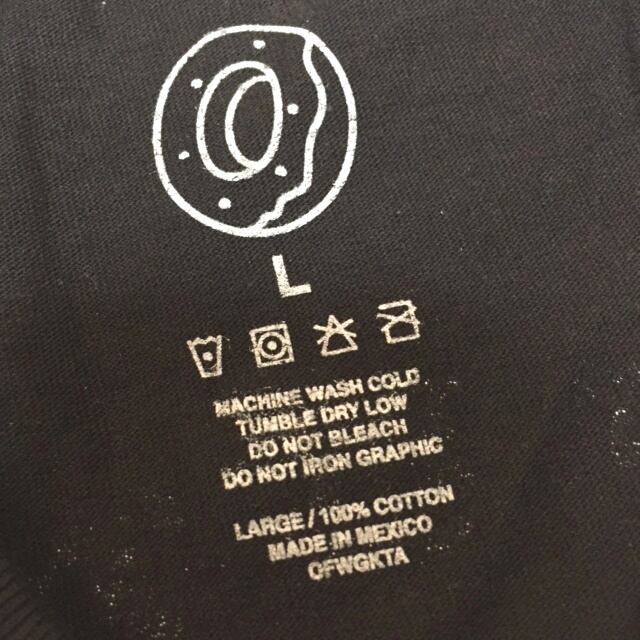 L
MACHINE WASH COLD
TUMBLE DRY LOW
DO NOT BLEACH
DO NOT IRON GRAPHIC
LARGE / 100% COTTON
MADE IN MEXICO
OFWGKTA